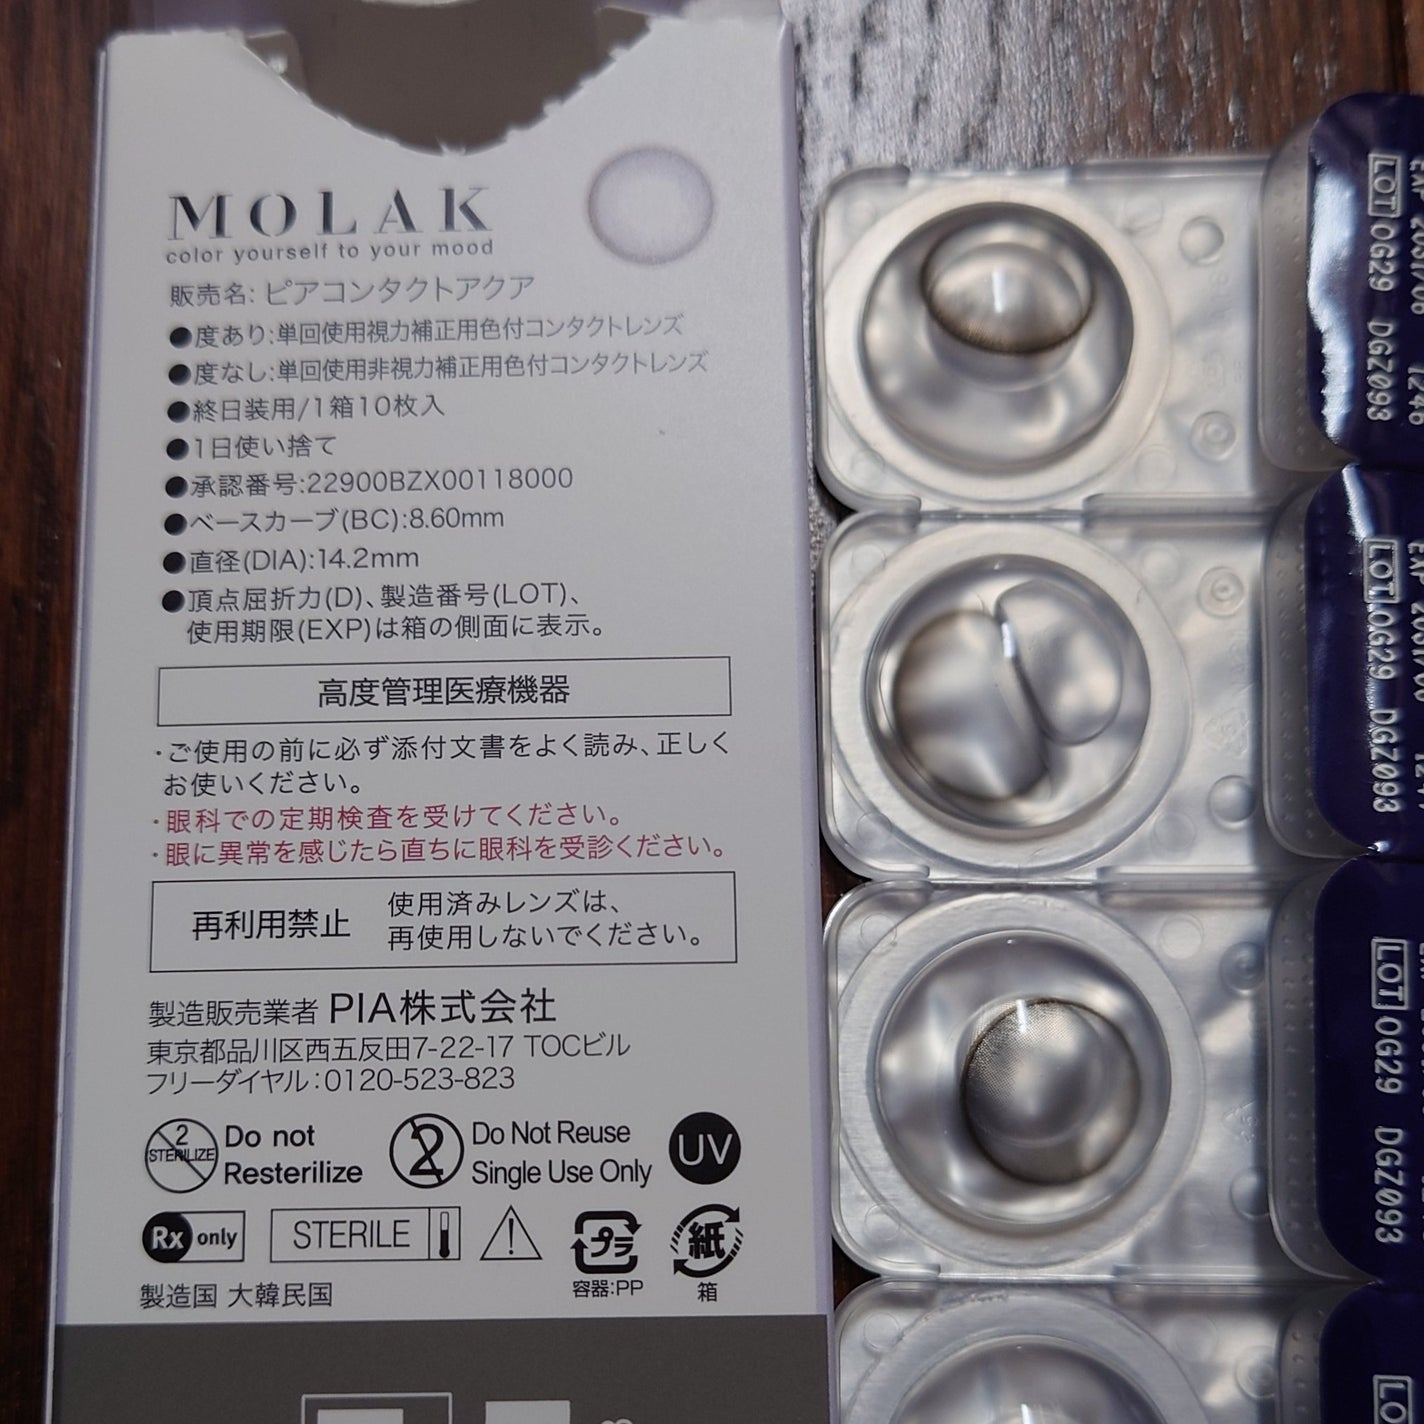 MOLAK
color yourself to your mood
販売名: ピアコンタクトアクア
●度あり:単回使用視力補正用色付コンタクトレンズ
●度なし:単回使用非視力補正用色付コンタクトレンズ
●終日装用/1箱10枚入
●1日使い捨て
●承認番号:22900BZX00118000
●ベースカーブ(BC):8.60mm
●直径(DIA):14.2mm
●頂点屈折力(D)、製造番号(LOT)、
使用期限(EXP)は箱の側面に表示。
高度管理医療機器
・ご使用の前に必ず添付文書をよく読み、正しく
お使いください。
・眼科での定期検査を受けてください。
・眼に異常を感じたら直ちに眼科を受診ください。
再利用禁止
使用済みレンズは、
再使用しないでください。
製造販売業者 PIA株式会社
東京都品川区西五反田7-22-17 TOCビル
フリーダイヤル:0120-523-823
2
STERILIZE
Do not
Resterilize
2
Do Not Reuse
Single Use Only
UV
Rx only
STERILE
プラ
容器:PP
紙
箱
製造国 大韓民国
LOT OG29 DGZ093
LOT OG29 DGZ093
LOT OG29 DGZ093